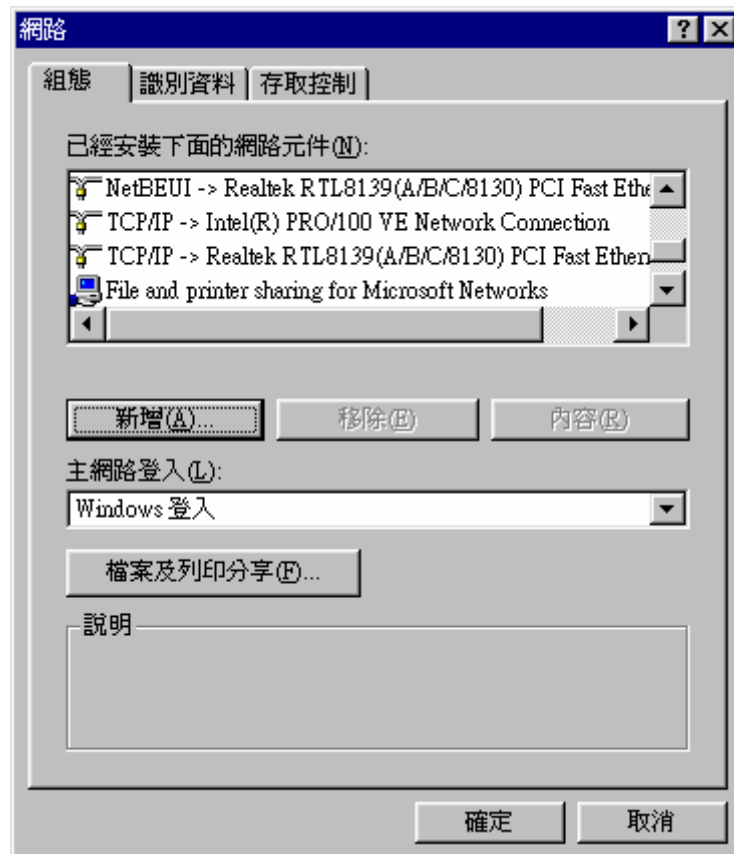 網路
組態 識別資料 存取控制
已經安裝下面的網路元件(N):
NetBEUI -> Realtek RTL8139(A/B/C/8130) PCI Fast Ethe
TCP/IP -> Intel(R) PRO/100 VE Network Connection
TCP/IP -> Realtek RTL8139(A/B/C/8130) PCI Fast Ethern
File and printer sharing for Microsoft Networks
新增(A)... 移除(E) 內容(R)
主網路登入(L):
Windows 登入
檔案及列印分享(F)...
說明
確定 取消